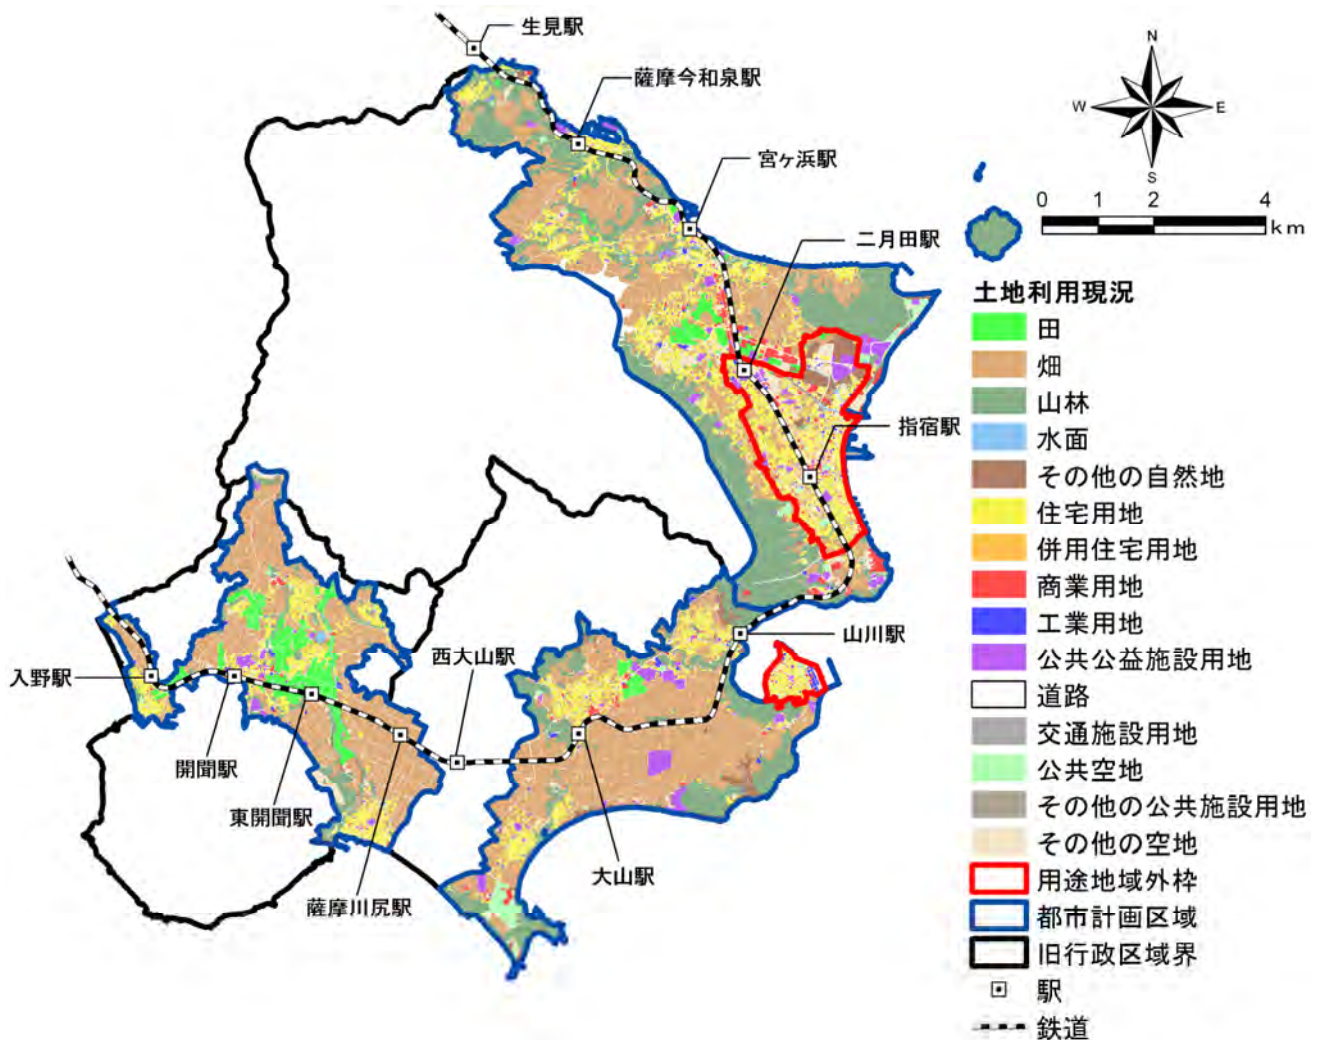 生見駅
薩摩今和泉駅
宮ヶ浜駅
二月田駅
指宿駅
山川駅
西大山駅
入野駅
開聞駅
東開聞駅
薩摩川尻駅
大山駅
N
W
E
S
0 1 2 4
km
土地利用現況
田
畑
山林
水面
その他の自然地
住宅用地
併用住宅用地
商業用地
工業用地
公共公益施設用地
道路
交通施設用地
公共空地
その他の公共施設用地
その他の空地
用途地域外枠
都市計画区域
旧行政区域界
駅
鉄道